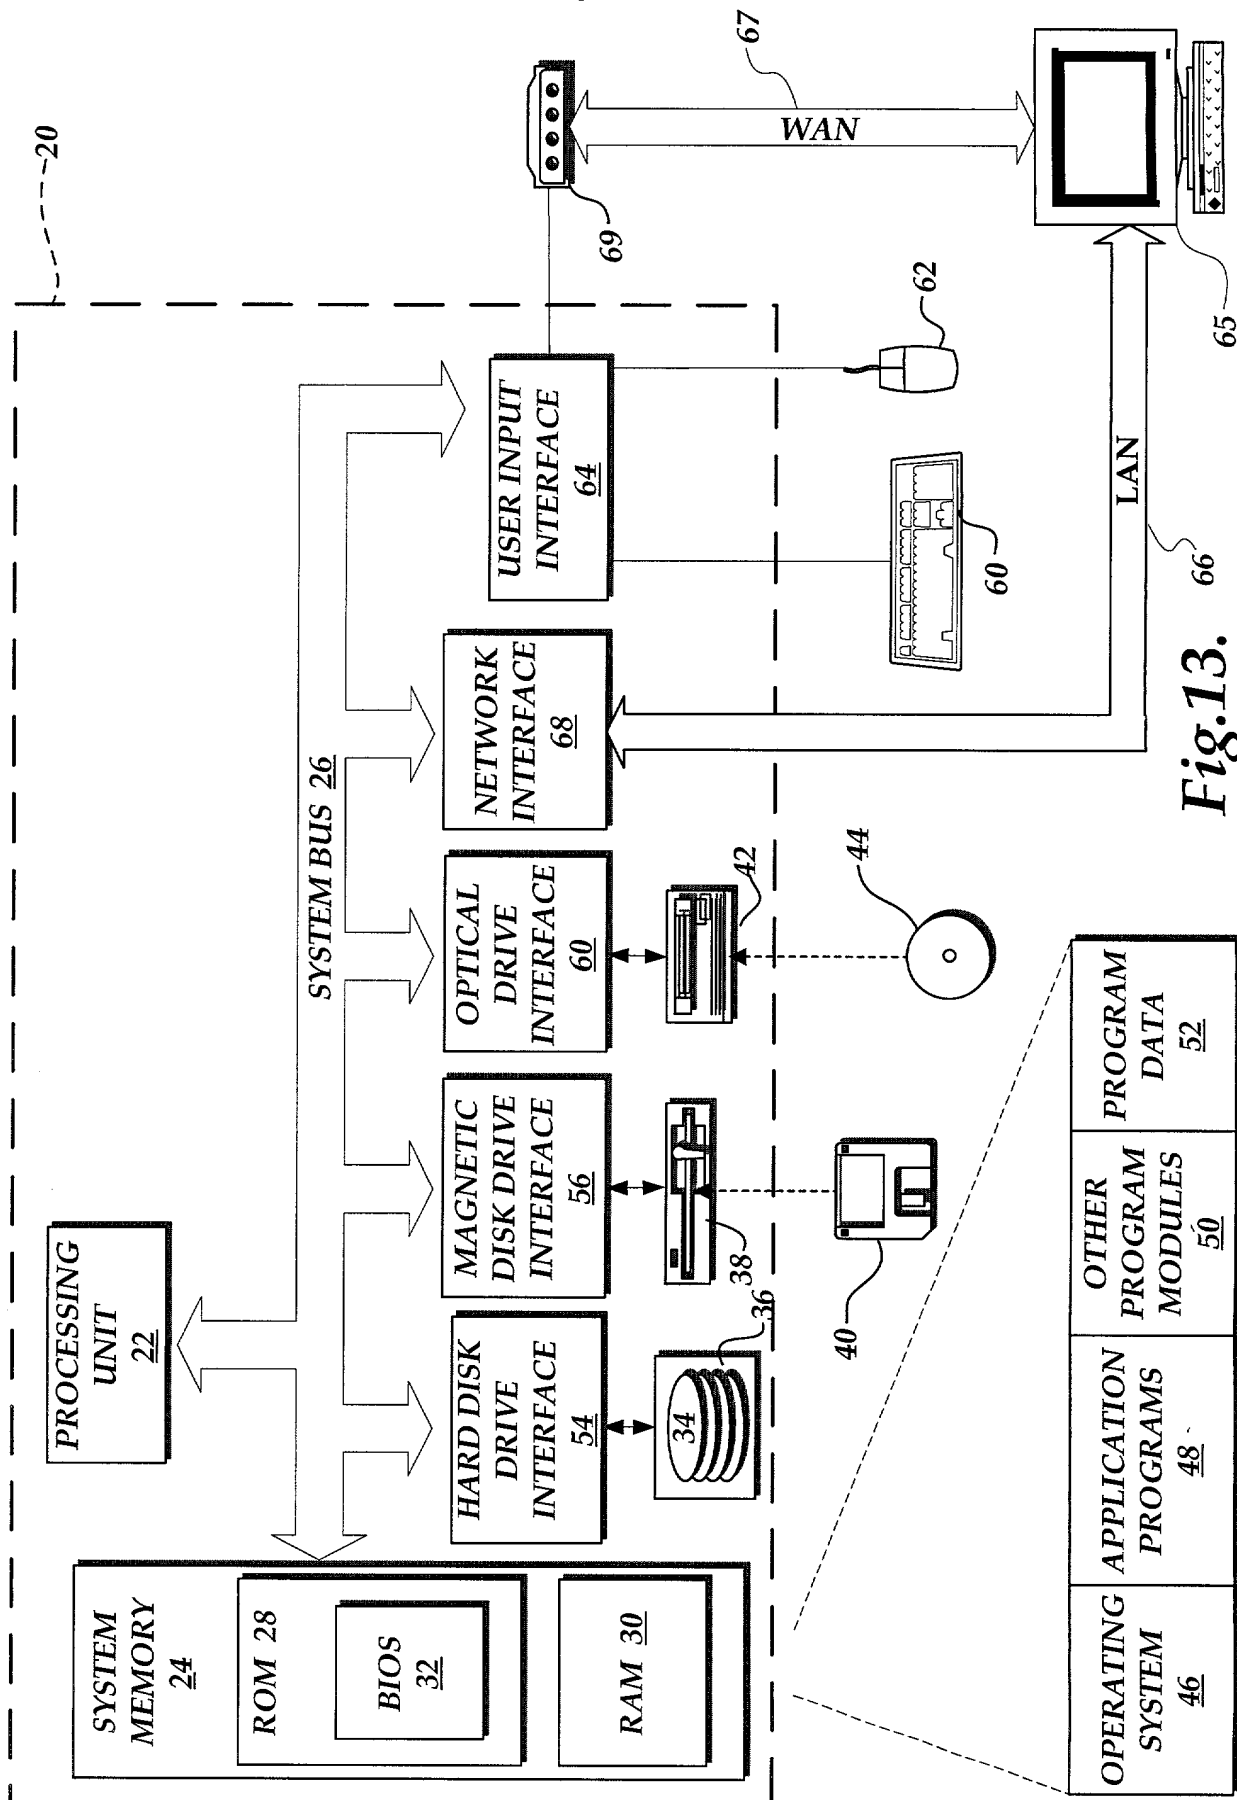 20
PROCESSING
UNIT
22
SYSTEM
MEMORY
24
ROM 28
BIOS
32
RAM 30
SYSTEM BUS 26
HARD DISK
DRIVE
INTERFACE
54
MAGNETIC
DISK DRIVE
INTERFACE
56
OPTICAL
DRIVE
INTERFACE
60
NETWORK
INTERFACE
68
USER INPUT
INTERFACE
64
34
36
38
42
40
44
60
62
69
WAN
67
LAN
66
65
OPERATING
SYSTEM
46
APPLICATION
PROGRAMS
48
OTHER
PROGRAM
MODULES
50
PROGRAM
DATA
52
Fig.13.